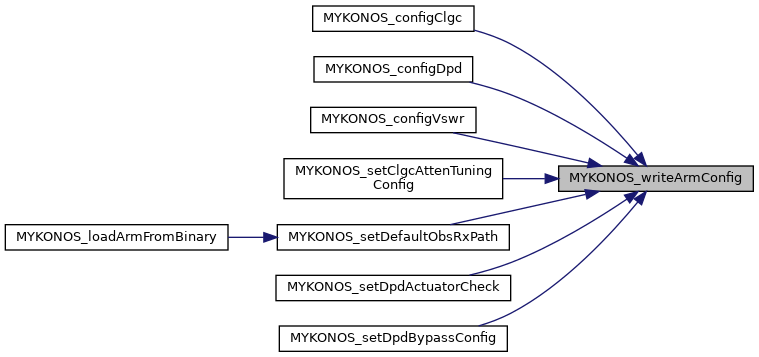 MYKONOS_configClgc
MYKONOS_configDpd
MYKONOS_configVswr
MYKONOS_setClgcAttenTuning
Config
MYKONOS_writeArmConfig
MYKONOS_loadArmFromBinary
MYKONOS_setDefaultObsRxPath
MYKONOS_setDpdActuatorCheck
MYKONOS_setDpdBypassConfig